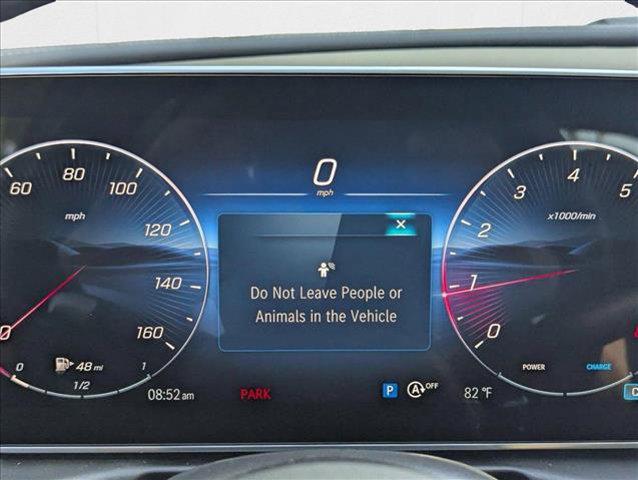 0
mph
60
80
100
120
140
160
0
mph
×
Do Not Leave People or
Animals in the Vehicle
5
4
3
2
1
0
x1000/min
48 mi
0
1/2
1
08:52 am
PARK
P
A OFF
82 °F
POWER
CHARGE
C